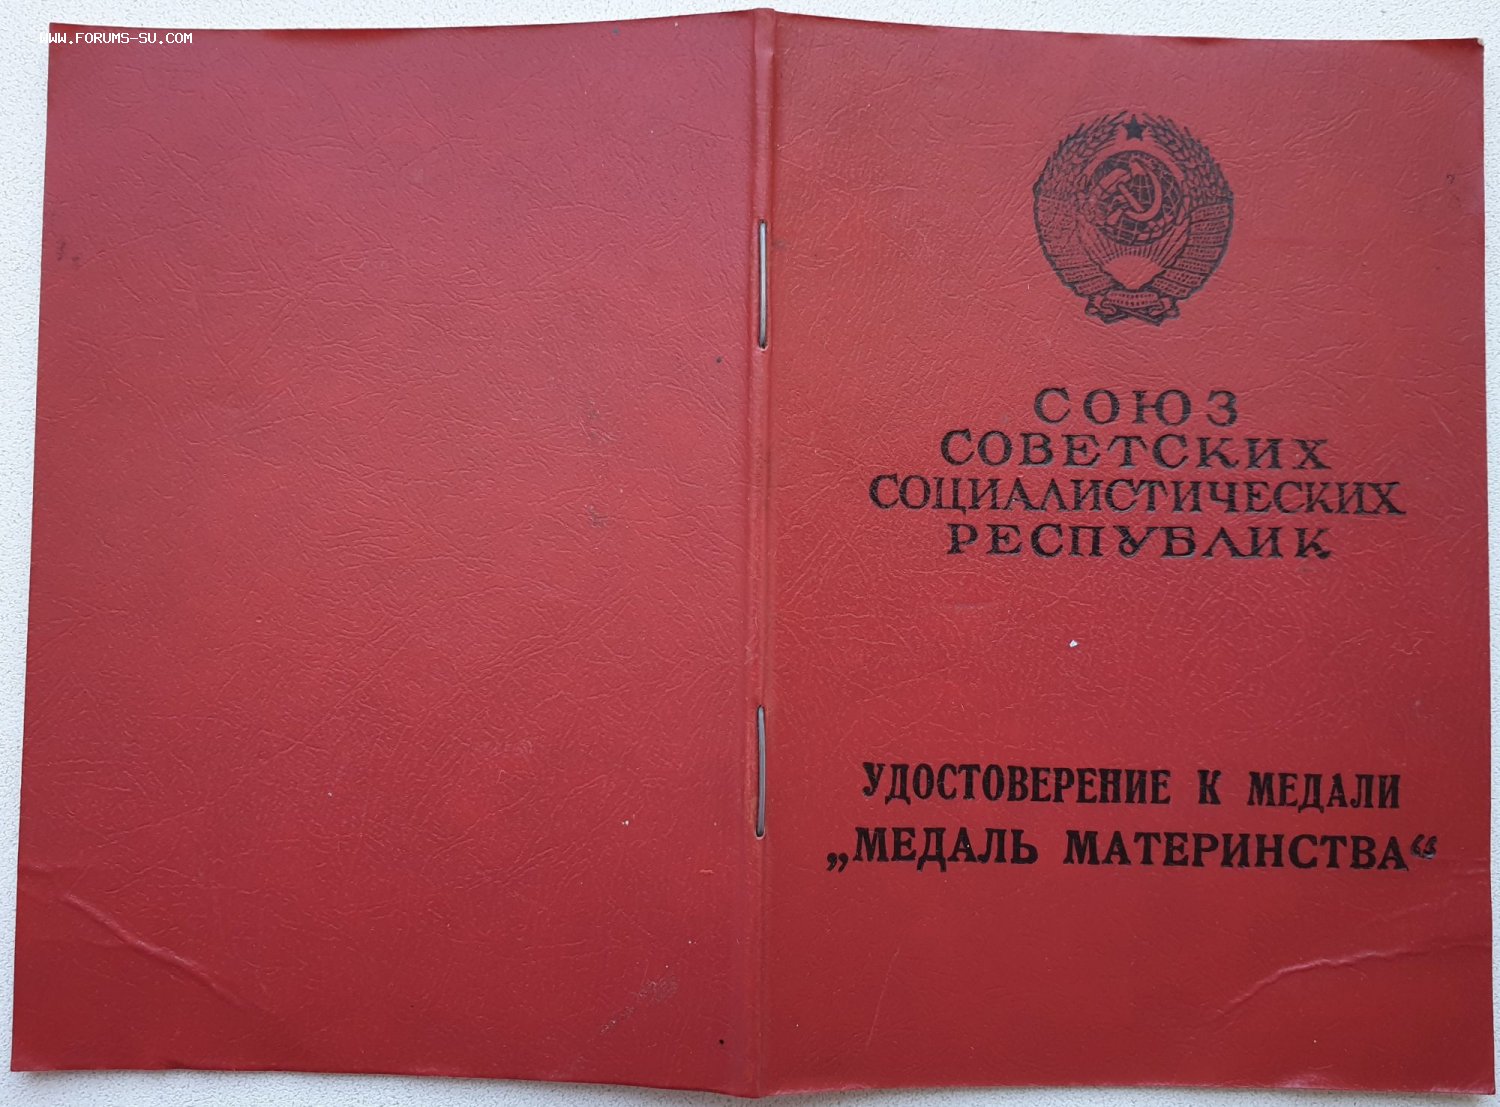 WWW.FORUMS-SU.COM
СОЮЗ
СОВЕТСКИХ
СОЦИАЛИСТИЧЕСКИХ
РЕСПУБЛИК
УДОСТОВЕРЕНИЕ К МЕДАЛИ
„МЕДАЛЬ МАТЕРИНСТВА“